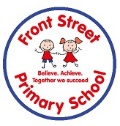 Front Street
Believe. Achieve.
Together we succeed
Primary School